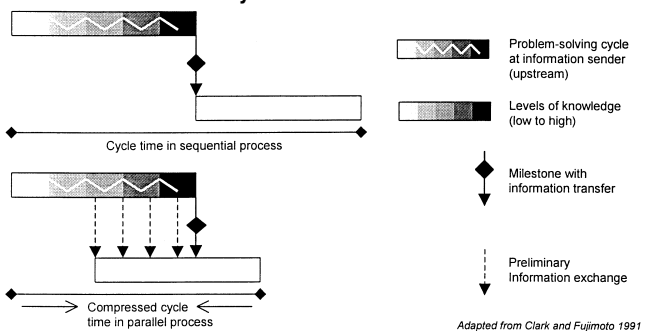 Cycle time in sequential process
Compressed cycle
time in parallel process
Problem-solving cycle
at information sender
(upstream)
Levels of knowledge
(low to high)
Milestone with
information transfer
Preliminary
Information exchange
Adapted from Clark and Fujimoto 1991